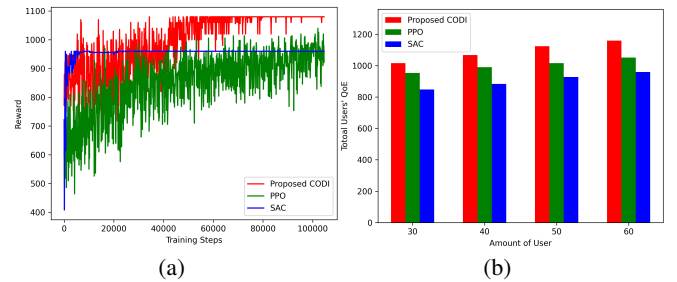 1100
1000
900
800
700
600
500
400
Reward
0
20000
40000
60000
80000
100000
Training Steps
Proposed CODI
PPO
SAC
(a)
1200
1000
800
600
400
200
0
Totoal Users' QoE
30
40
50
60
Amount of User
Proposed CODI
PPO
SAC
(b)